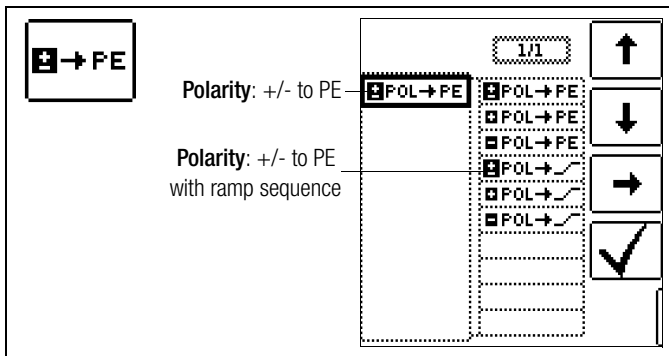 ±→PE
1/1
Polarity: +/- to PE
±POL→PE
±POL→PE
+POL→PE
-POL→PE
Polarity: +/- to PE
with ramp sequence
±POL→
+POL→
-POL→